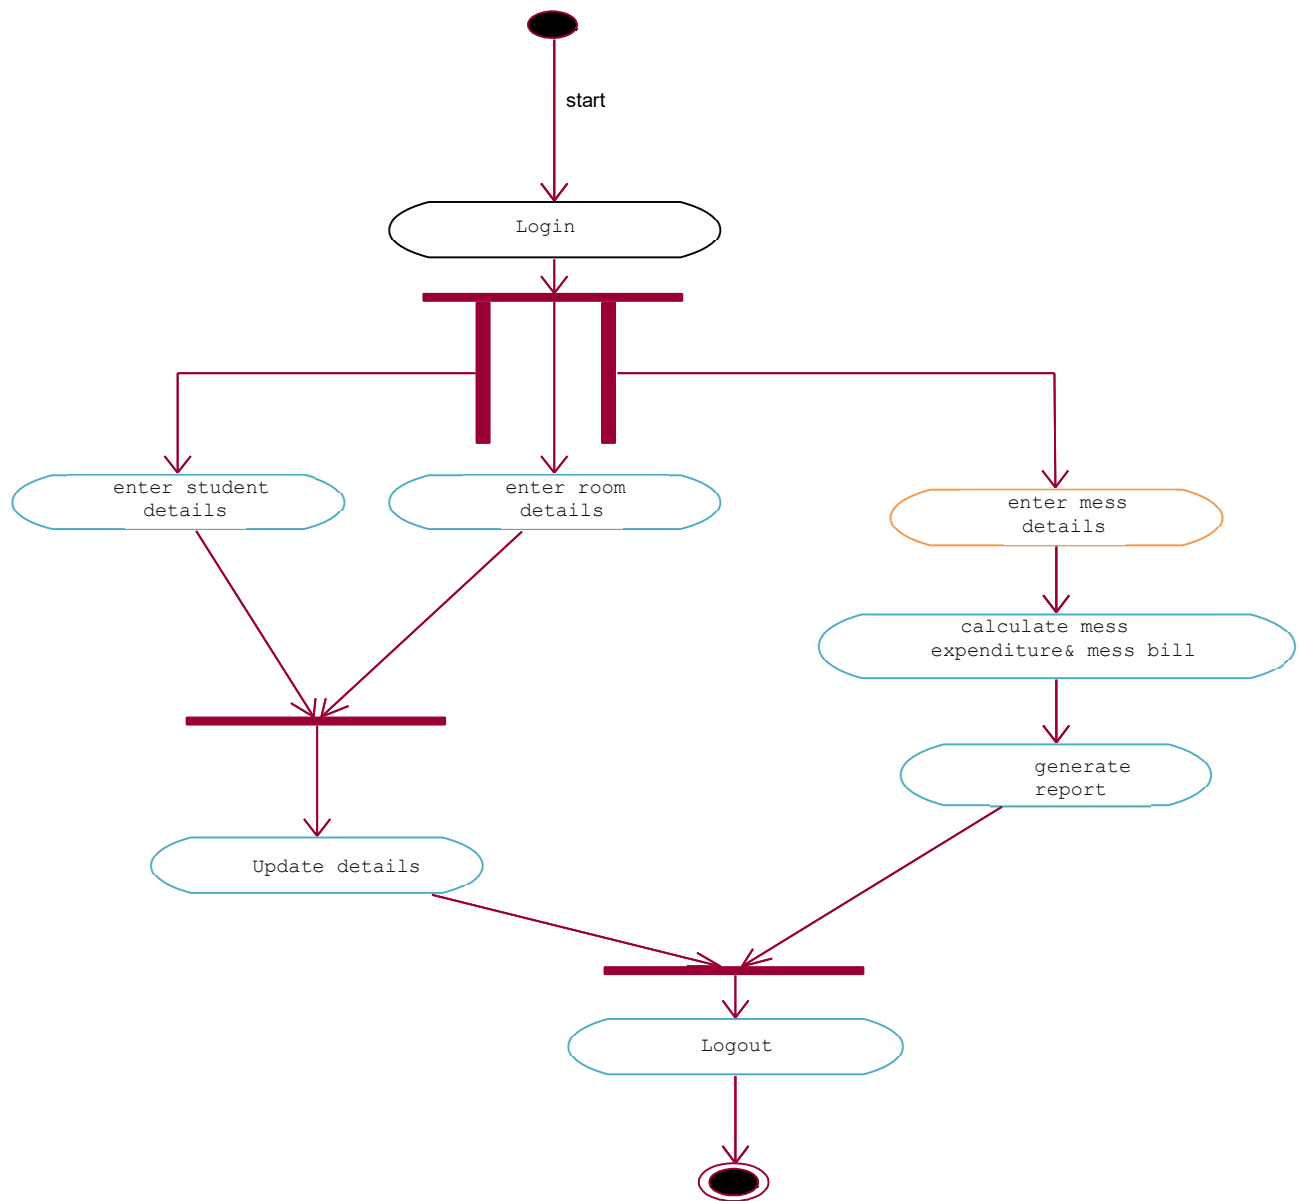 start
Login
enter student
details
enter room
details
enter mess
details
calculate mess
expenditure& mess bill
generate
report
Update details
Logout